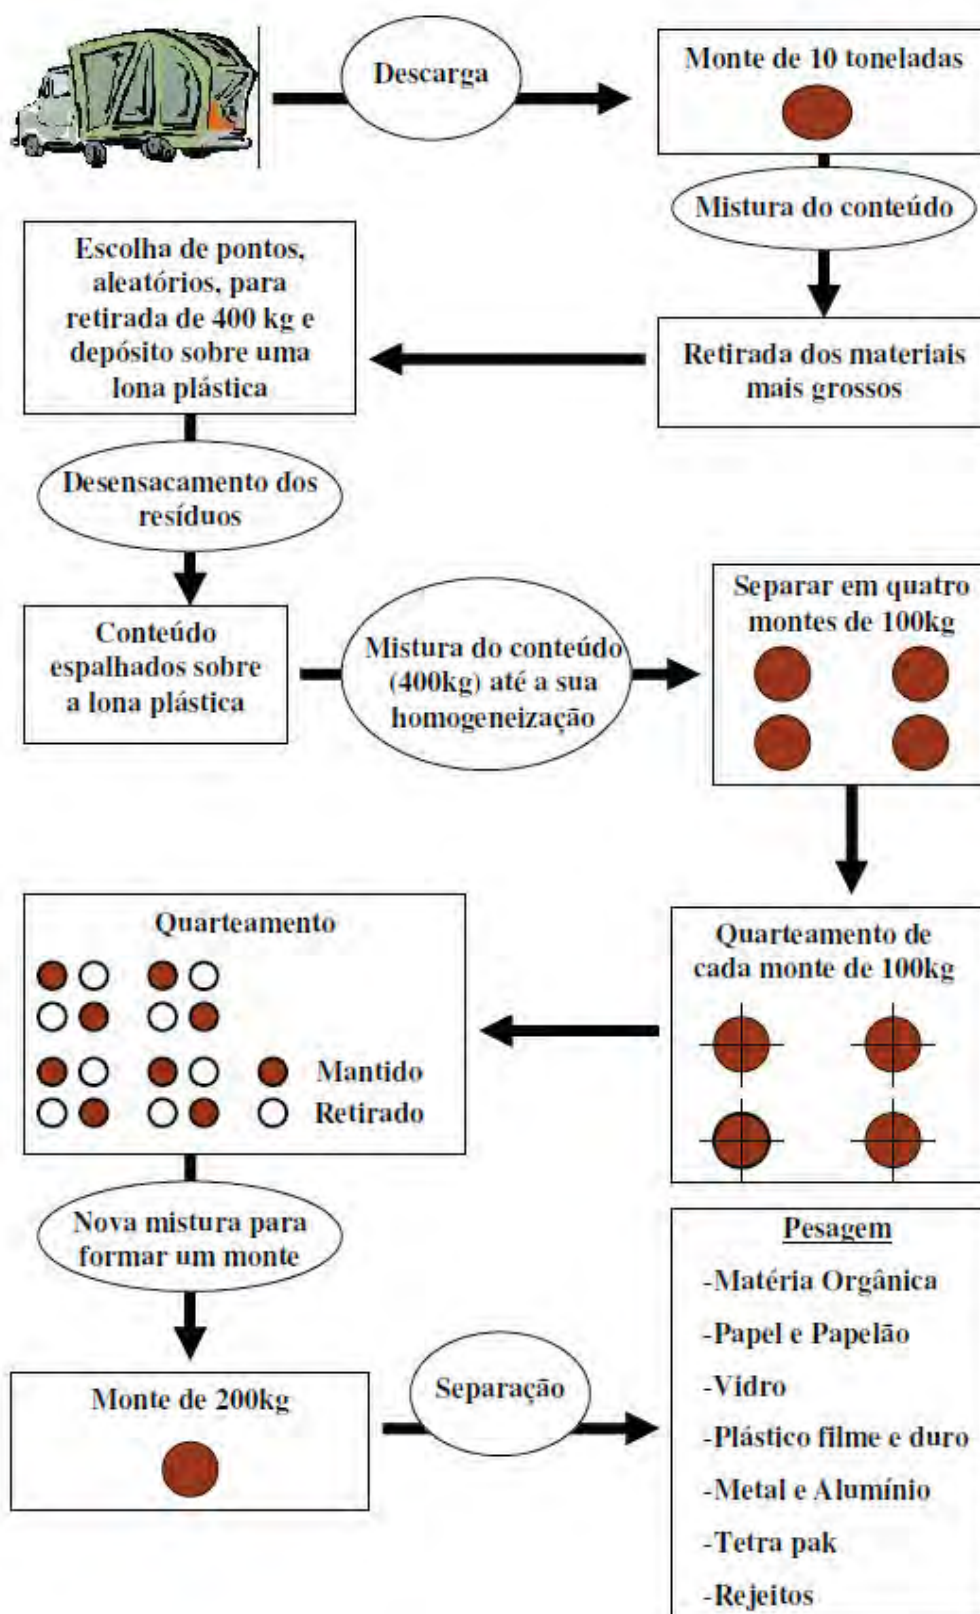 Descarga
Monte de 10 toneladas
Mistura do conteúdo
Retirada dos materiais
mais grossos
Escolha de pontos,
aleatórios, para
retirada de 400 kg e
depósito sobre uma
lona plástica
Desensacamento dos
resíduos
Conteúdo
espalhados sobre
a lona plástica
Mistura do conteúdo
(400kg) até a sua
homogeneização
Separar em quatro
montes de 100kg
Quarteamento de
cada monte de 100kg
Quarteamento
Mantido
Retirado
Nova mistura para
formar um monte
Monte de 200kg
Separação
Pesagem
-Matéria Orgânica
-Papel e Papelão
-Vidro
-Plástico filme e duro
-Metal e Alumínio
-Tetra pak
-Rejeitos